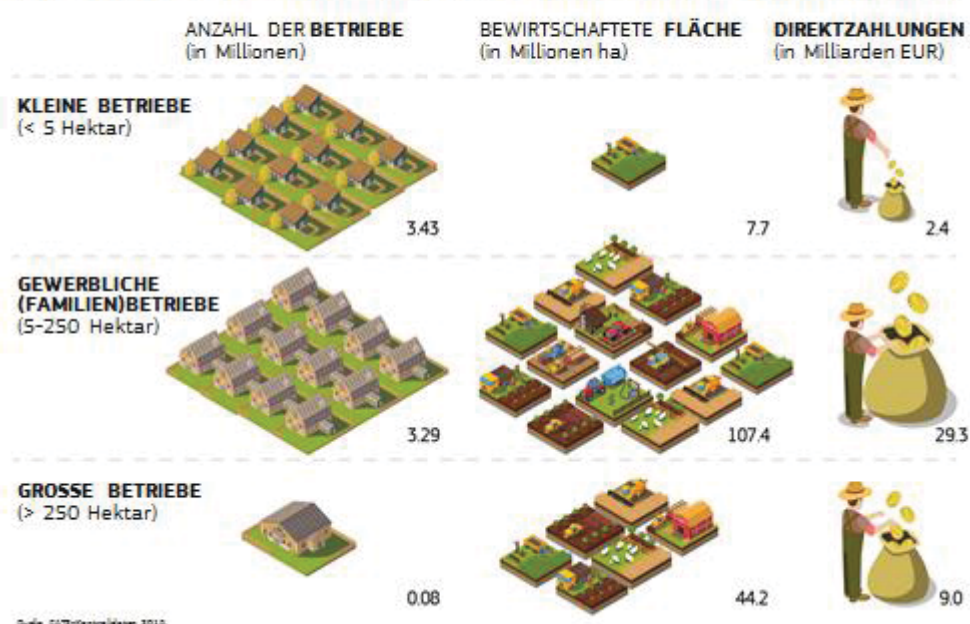 ANZAHL DER BETRIEBE
(in Millionen)
BEWIRTSCHAFTETE FLÄCHE
(in Millionen ha)
DIREKTZAHLUNGEN
(in Milliarden EUR)
KLEINE BETRIEBE
(< 5 Hektar)
3.43
7.7
2.4
GEWERBLICHE
(FAMILIEN)BETRIEBE
(5-250 Hektar)
3.29
107.4
29.3
GROSSE BETRIEBE
(> 250 Hektar)
0.08
44.2
9.0